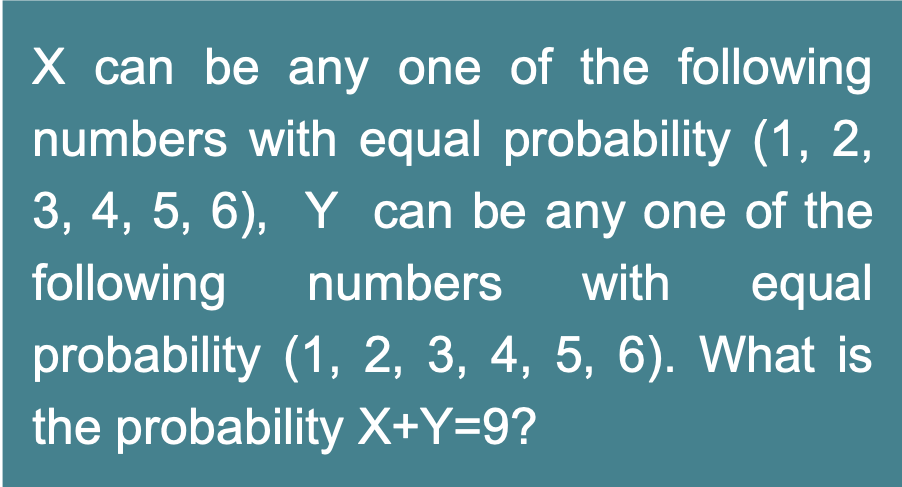 X can be any one of the following
numbers with equal probability (1, 2,
3, 4, 5, 6), Y can be any one of the
following numbers with equal
probability (1, 2, 3, 4, 5, 6). What is
the probability X+Y=9?